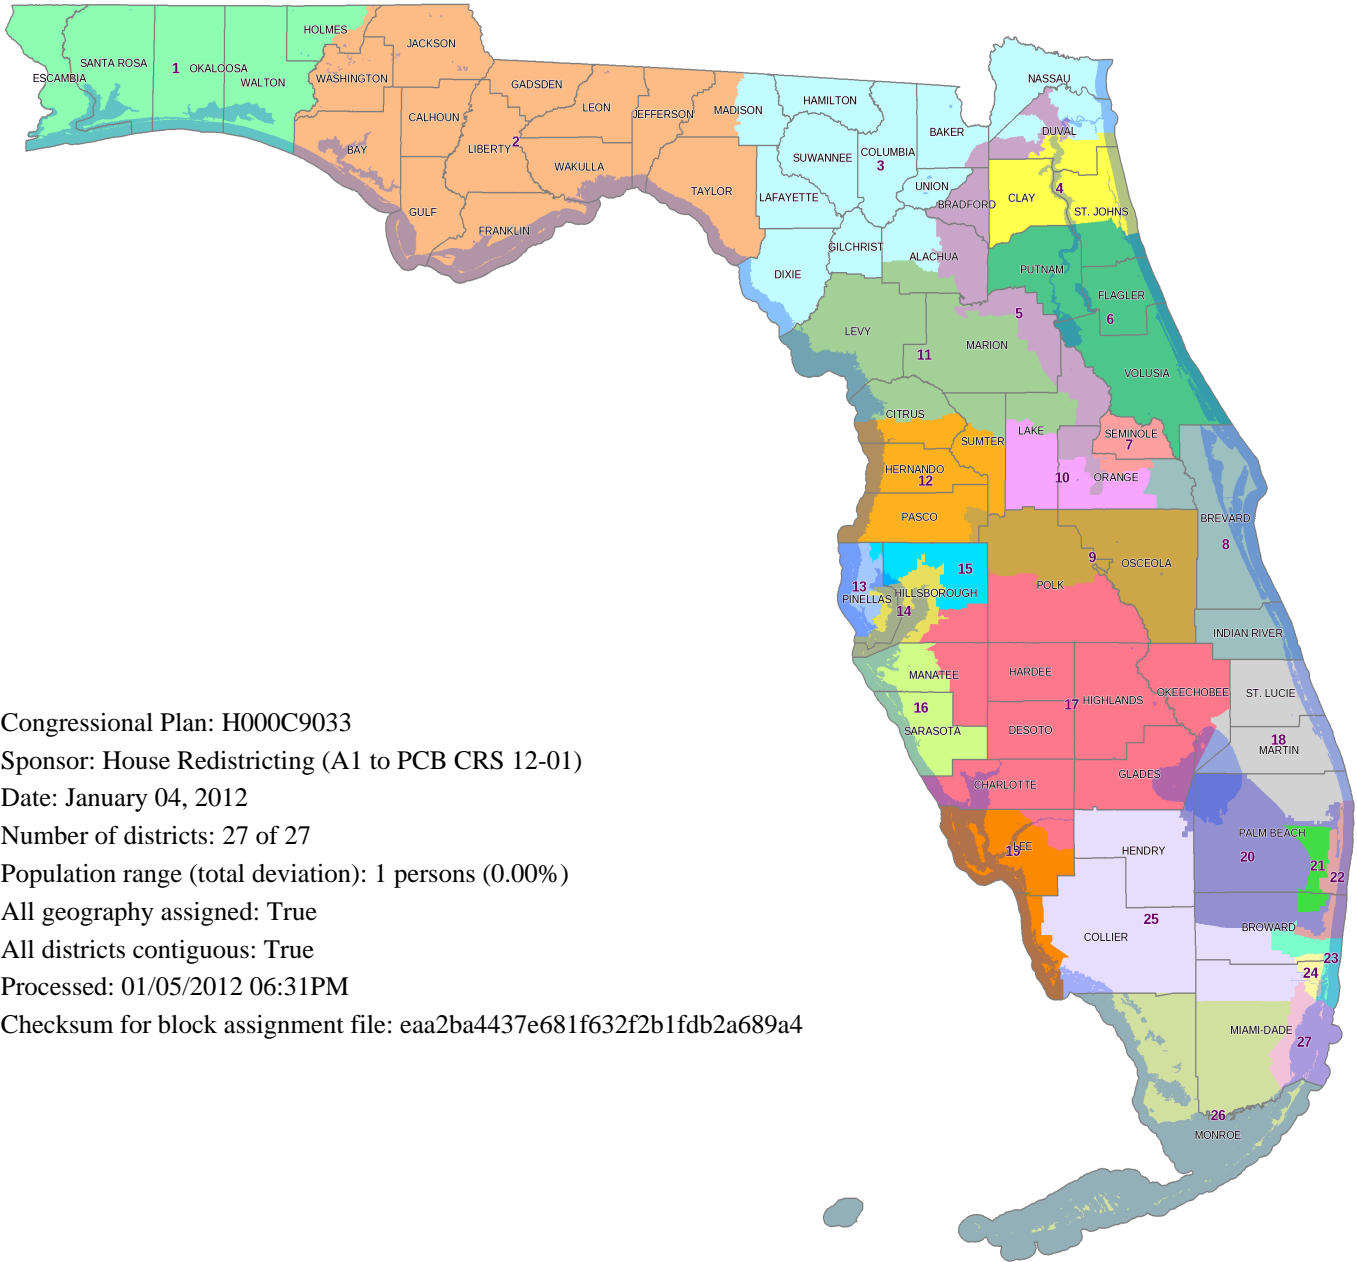 HOLMES
JACKSON
SANTA ROSA
ESCAMBIA
1
OKALOOSA
WALTON
WASHINGTON
GADSDEN
CALHOUN
LEON
JEFFERSON
MADISON
HAMILTON
NASSAU
BAY
LIBERTY
2
WAKULLA
TAYLOR
SUWANNEE
COLUMBIA
3
BAKER
DUVAL
GULF
FRANKLIN
LAFAYETTE
UNION
BRADFORD
CLAY
4
ST. JOHNS
DIXIE
GILCHRIST
ALACHUA
PUTNAM
FLAGLER
6
LEVY
11
MARION
5
VOLUSIA
CITRUS
SUMTER
LAKE
SEMINOLE
7
HERNANDO
12
10
ORANGE
PASCO
BREVARD
8
13
PINELLAS
15
HILLSBOROUGH
14
POLK
9
OSCEOLA
INDIAN RIVER
MANATEE
16
SARASOTA
HARDEE
DESOTO
17
HIGHLANDS
OKEECHOBEE
ST. LUCIE
18
MARTIN
CHARLOTTE
GLADES
19
LEE
HENDRY
PALM BEACH
20
21
22
COLLIER
25
BROWARD
23
24
MIAMI-DADE
27
26
MONROE
Congressional Plan: H000C9033
Sponsor: House Redistricting (A1 to PCB CRS 12-01)
Date: January 04, 2012
Number of districts: 27 of 27
Population range (total deviation): 1 persons (0.00%)
All geography assigned: True
All districts contiguous: True
Processed: 01/05/2012 06:31PM
Checksum for block assignment file: eaa2ba4437e681f632f2b1fdb2a689a4